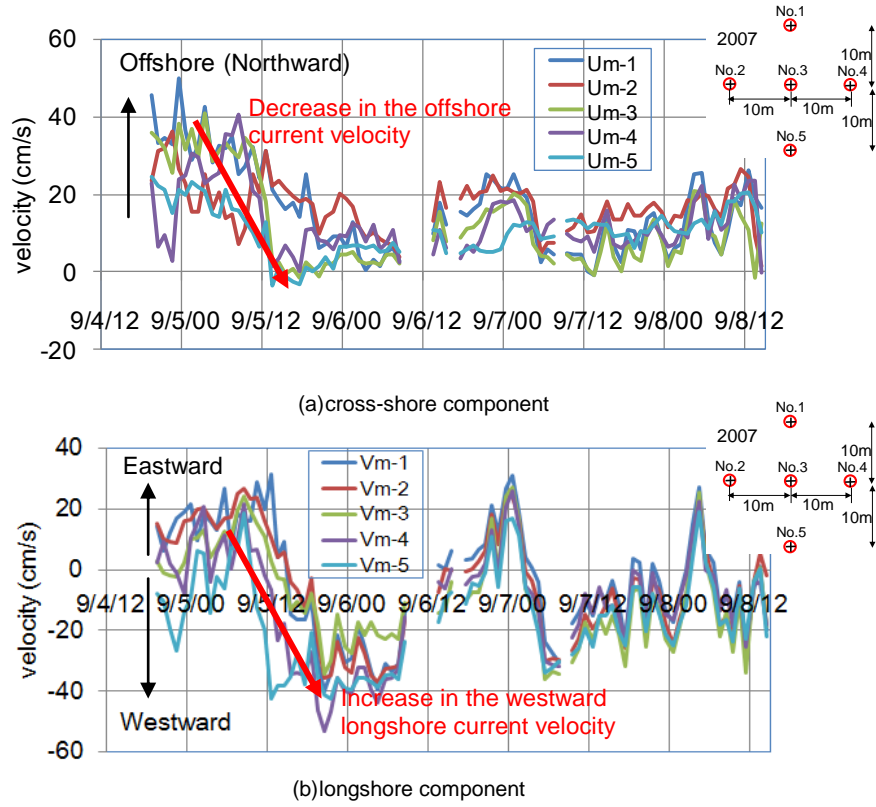 60
40
20
0
-20
velocity (cm/s)
Offshore (Northward)
Decrease in the offshore
current velocity
Um-1
Um-2
Um-3
Um-4
Um-5
9/4/12 9/5/00 9/5/12 9/6/00 9/6/12 9/7/00 9/7/12 9/8/00 9/8/12
No.1
2007
10m
No.2 No.3 No.4
10m 10m
10m
No.5
(a)cross-shore component
40
20
0
-20
-40
-60
velocity (cm/s)
Eastward
Westward
Vm-1
Vm-2
Vm-3
Vm-4
Vm-5
9/4/12 9/5/00 9/5/12 9/6/00 9/6/12 9/7/00 9/7/12 9/8/00 9/8/12
Increase in the westward
longshore current velocity
No.1
2007
10m
No.2 No.3 No.4
10m 10m
10m
No.5
(b)longshore component